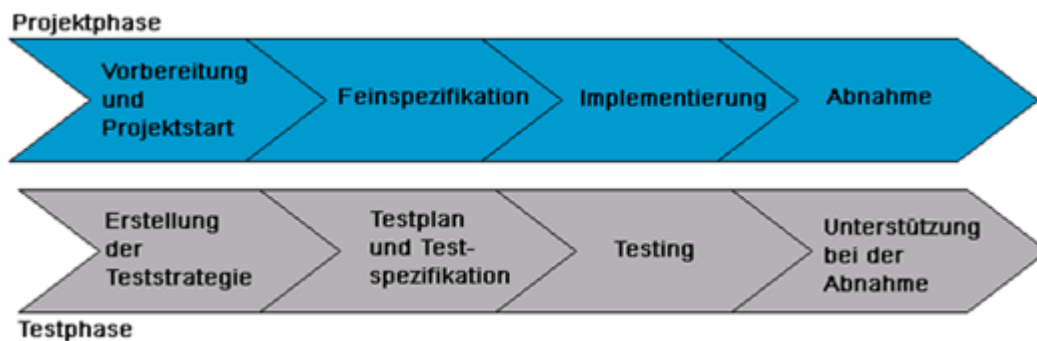 Projektphase
Vorbereitung
und
Projektstart
Feinspezifikation
Implementierung
Abnahme
Erstellung
der
Teststrategie
Testplan
und Test-
spezifikation
Testing
Unterstützung
bei der
Abnahme
Testphase